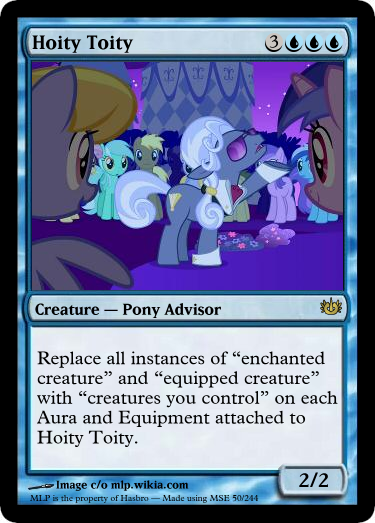 Hoity Toity 3
Creature — Pony Advisor
Replace all instances of “enchanted
creature” and “equipped creature”
with “creatures you control” on each
Aura and Equipment attached to
Hoity Toity.
Image c/o mlp.wikia.com
MLP is the property of Hasbro — Made using MSE 50/244
2/2